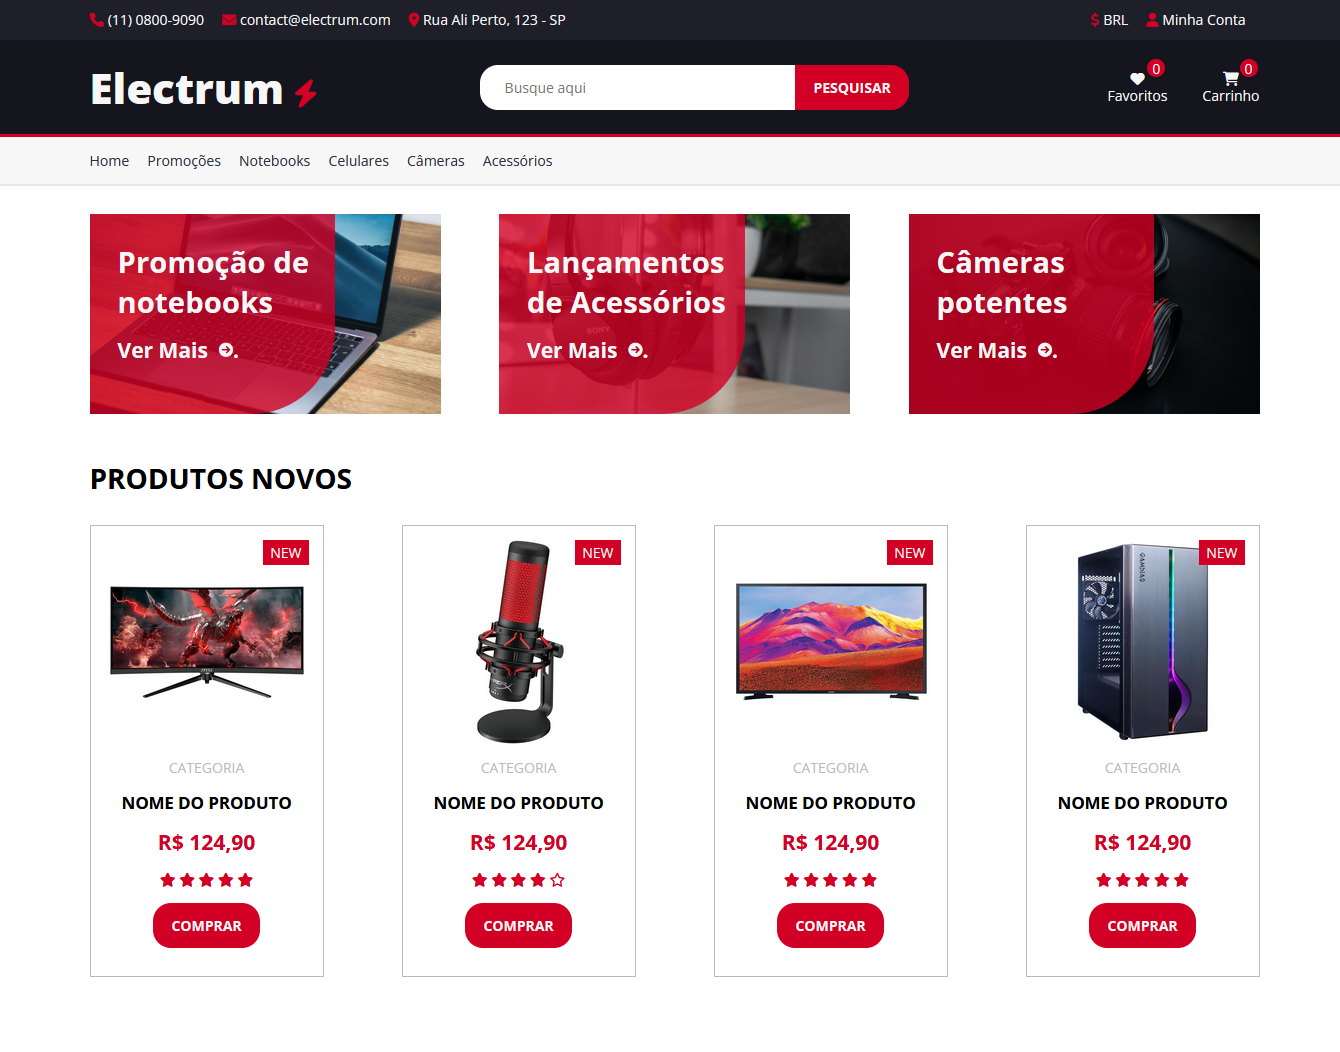 (11) 0800-9090 contact@electrum.com Rua Ali Perto, 123 - SP $ BRL Minha Conta
Electrum
Busque aqui PESQUISAR
0 0
Favoritos Carrinho
Home Promoções Notebooks Celulares Câmeras Acessórios
Promoção de
notebooks
Ver Mais .
Lançamentos
de Acessórios
Ver Mais .
SONY
Câmeras
potentes
Ver Mais .
PRODUTOS NOVOS
NEW
CATEGORIA
NOME DO PRODUTO
R$ 124,90
COMPRAR
NEW
CATEGORIA
NOME DO PRODUTO
R$ 124,90
COMPRAR
NEW
CATEGORIA
NOME DO PRODUTO
R$ 124,90
COMPRAR
NEW
GAMDIAS
CATEGORIA
NOME DO PRODUTO
R$ 124,90
COMPRAR